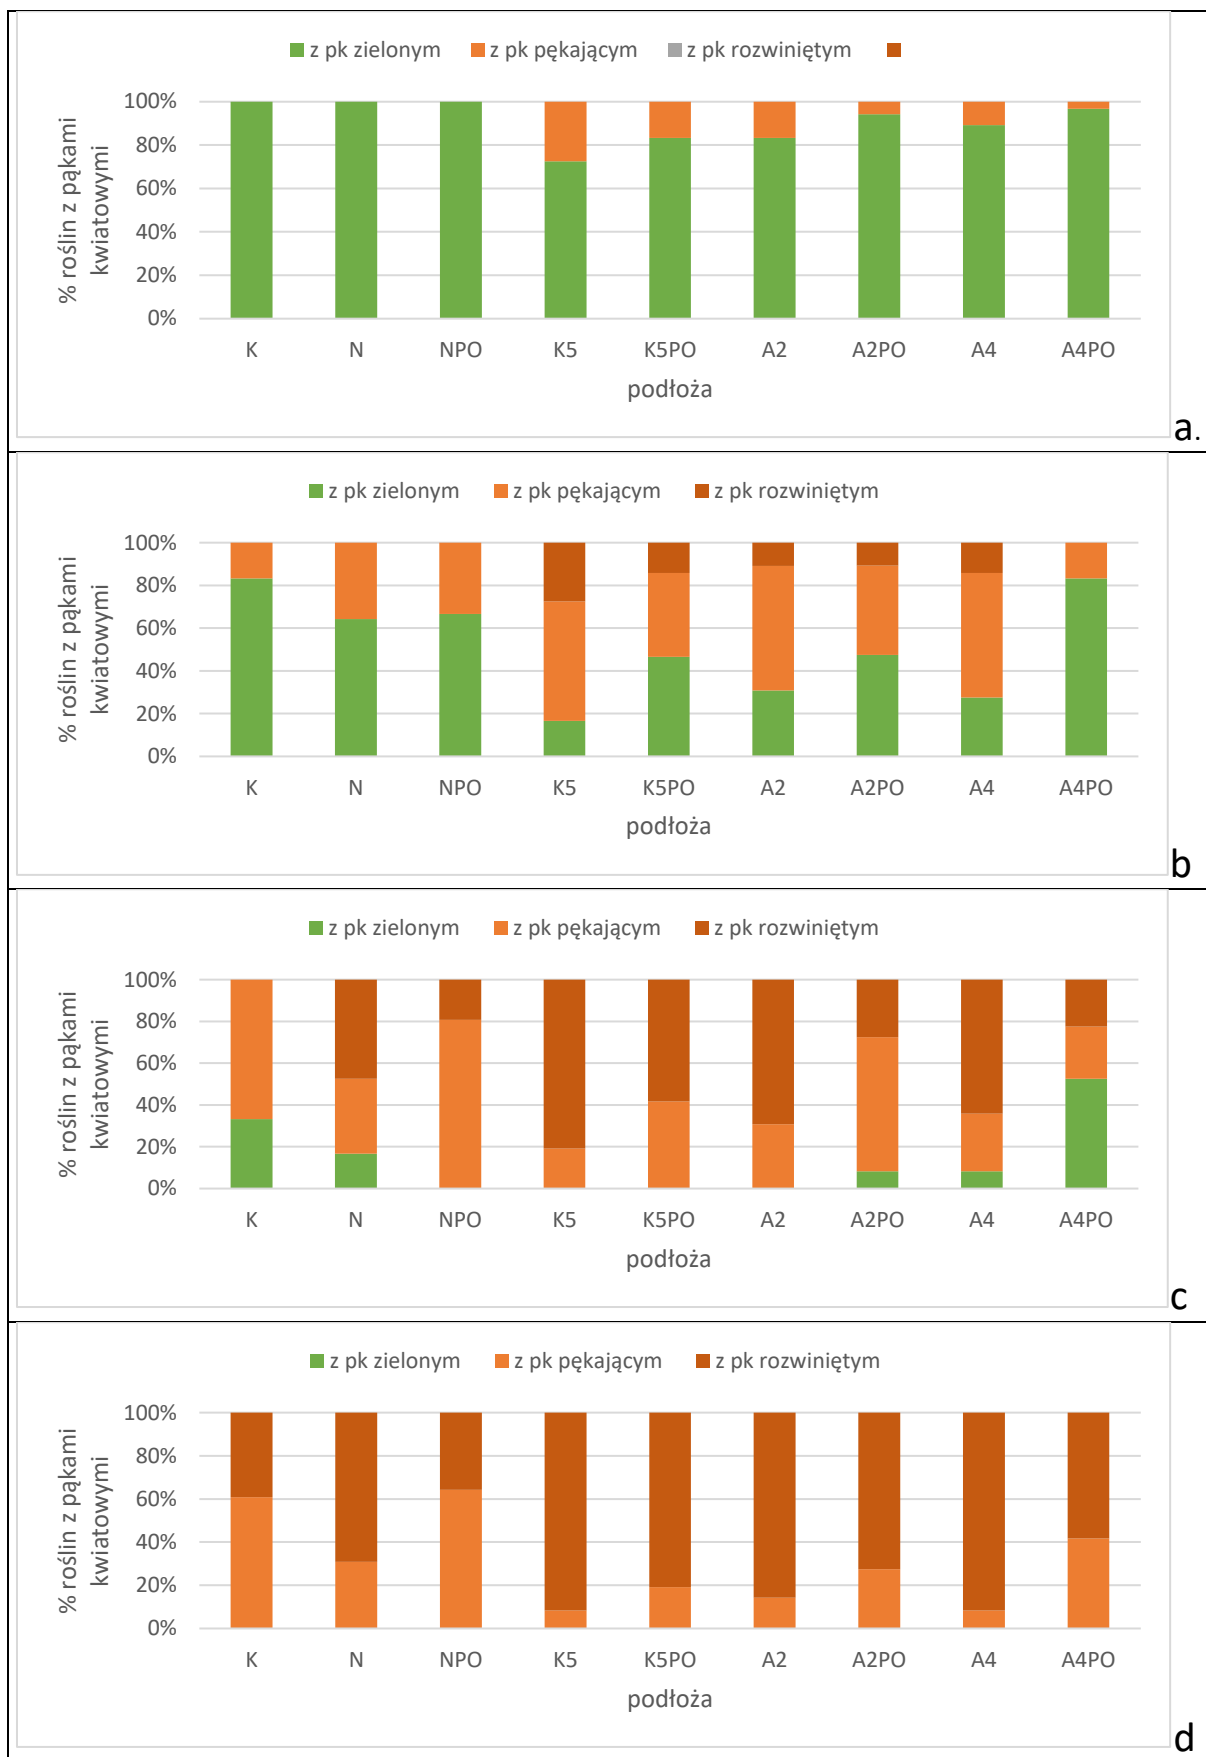 z pk zielonym z pk pękającym z pk rozwiniętym
100%
80%
60%
40%
20%
0%
% roślin z pąkami
kwiatowymi
K N NPO K5 K5PO A2 A2PO A4 A4PO
podłoża
a.
z pk zielonym z pk pękającym z pk rozwiniętym
100%
80%
60%
40%
20%
0%
% roślin z pąkami
kwiatowymi
K N NPO K5 K5PO A2 A2PO A4 A4PO
podłoża
b
z pk zielonym z pk pękającym z pk rozwiniętym
100%
80%
60%
40%
20%
0%
% roślin z pąkami
kwiatowymi
K N NPO K5 K5PO A2 A2PO A4 A4PO
podłoża
c
z pk zielonym z pk pękającym z pk rozwiniętym
100%
80%
60%
40%
20%
0%
% roślin z pąkami
kwiatowymi
K N NPO K5 K5PO A2 A2PO A4 A4PO
podłoża
d